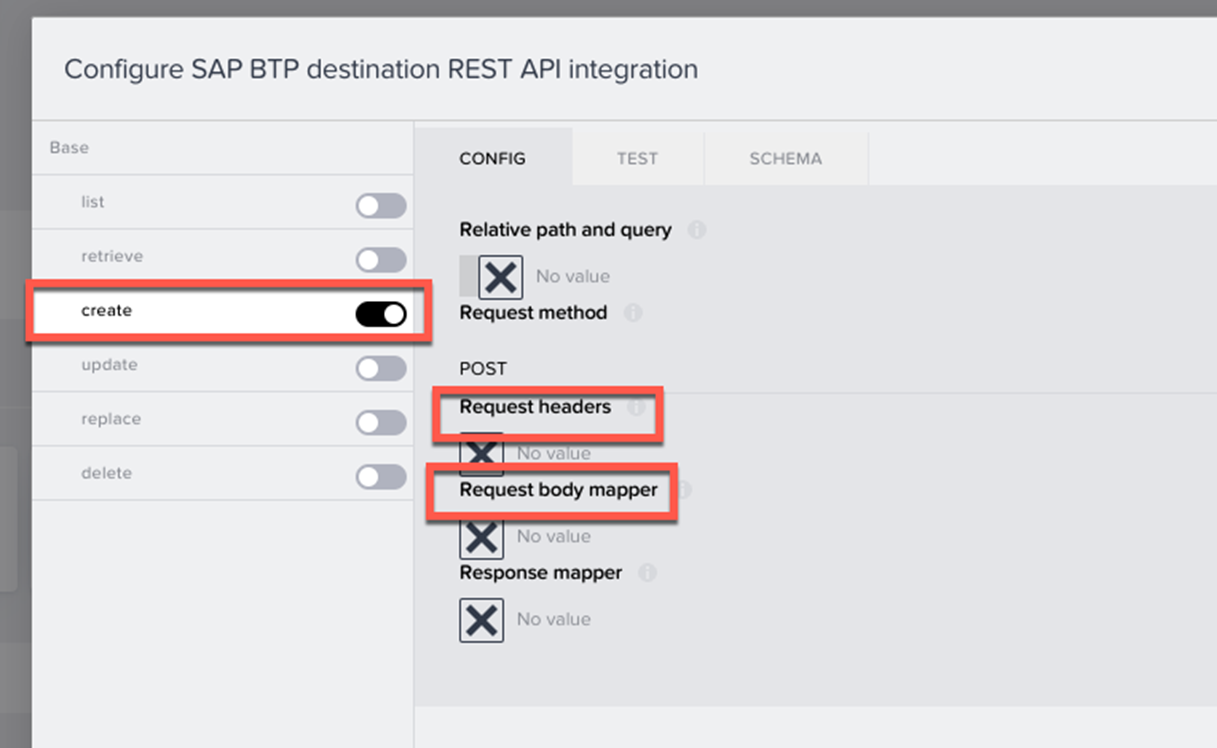 Configure SAP BTP destination REST API integration
Base
list
retrieve
create
update
replace
delete
CONFIG TEST SCHEMA
Relative path and query
No value
Request method
POST
Request headers
No value
Request body mapper
No value
Response mapper
No value